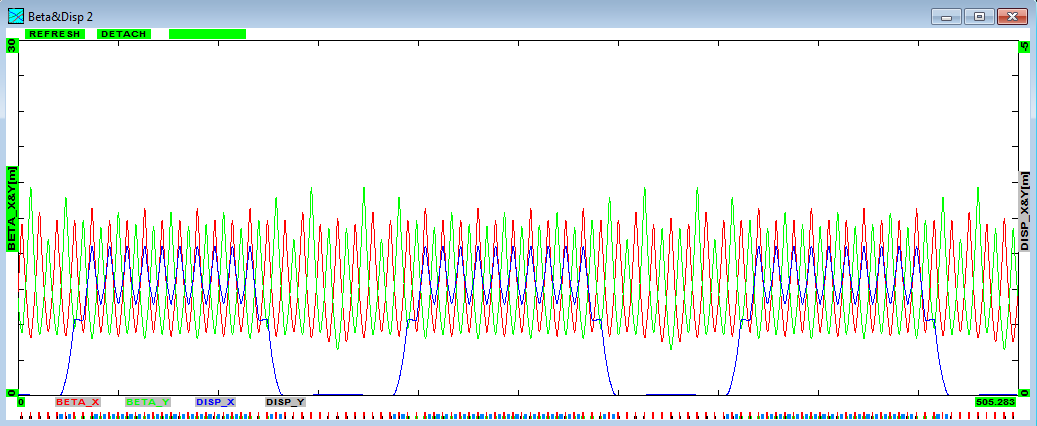 Beta&Disp 2
REFRESH DETACH
30
-5
BETA_X&Y[m]
DISP_X&Y[m]
0
0
0 BETA_X BETA_Y DISP_X DISP_Y 505.283